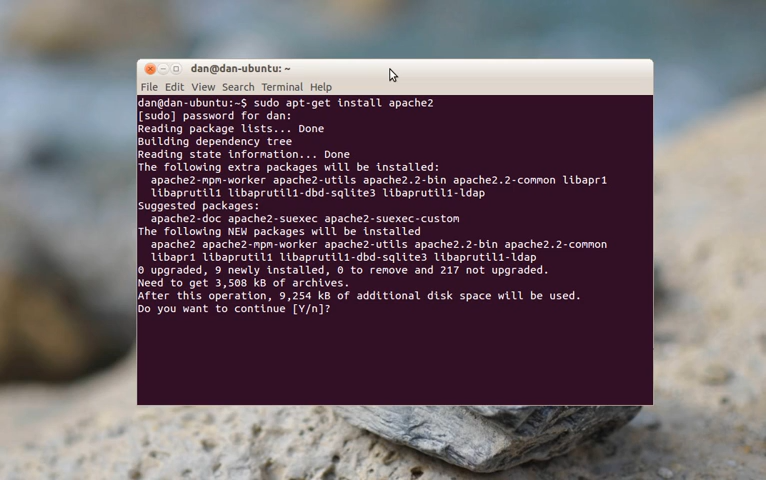 dan@dan-ubuntu: ~
File Edit View Search Terminal Help
dan@dan-ubuntu:~$ sudo apt-get install apache2
[sudo] password for dan:
Reading package lists... Done
Building dependency tree
Reading state information... Done
The following extra packages will be installed:
  apache2-mpm-worker apache2-utils apache2.2-bin apache2.2-common libapr1
  libaprutil1 libaprutil1-dbd-sqlite3 libaprutil1-ldap
Suggested packages:
  apache2-doc apache2-suexec apache2-suexec-custom
The following NEW packages will be installed
  apache2 apache2-mpm-worker apache2-utils apache2.2-bin apache2.2-common
  libapr1 libaprutil1 libaprutil1-dbd-sqlite3 libaprutil1-ldap
0 upgraded, 9 newly installed, 0 to remove and 217 not upgraded.
Need to get 3,508 kB of archives.
After this operation, 9,254 kB of additional disk space will be used.
Do you want to continue [Y/n]?